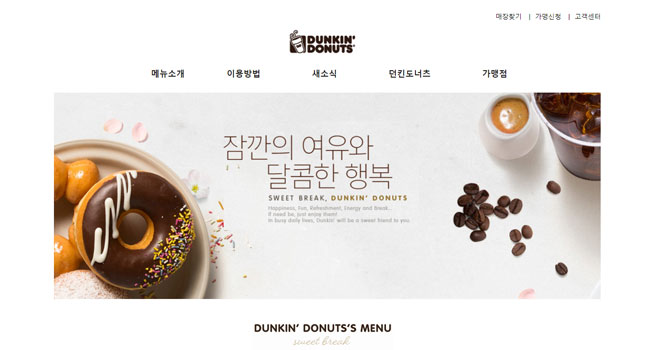 매장찾기 | 가맹신청 | 고객센터
DUNKIN'
DONUTS
메뉴소개 이용방법 새소식 던킨도너츠 가맹점
잠깐의 여유와
달콤한 행복
SWEET BREAK, DUNKIN' DONUTS
Happiness, Fun, Refreshment, Energy and Break...
If need be, just enjoy them!
In busy daily lives, Dunkin' will be a sweet friend to you.
DUNKIN' DONUTS'S MENU
sweet break